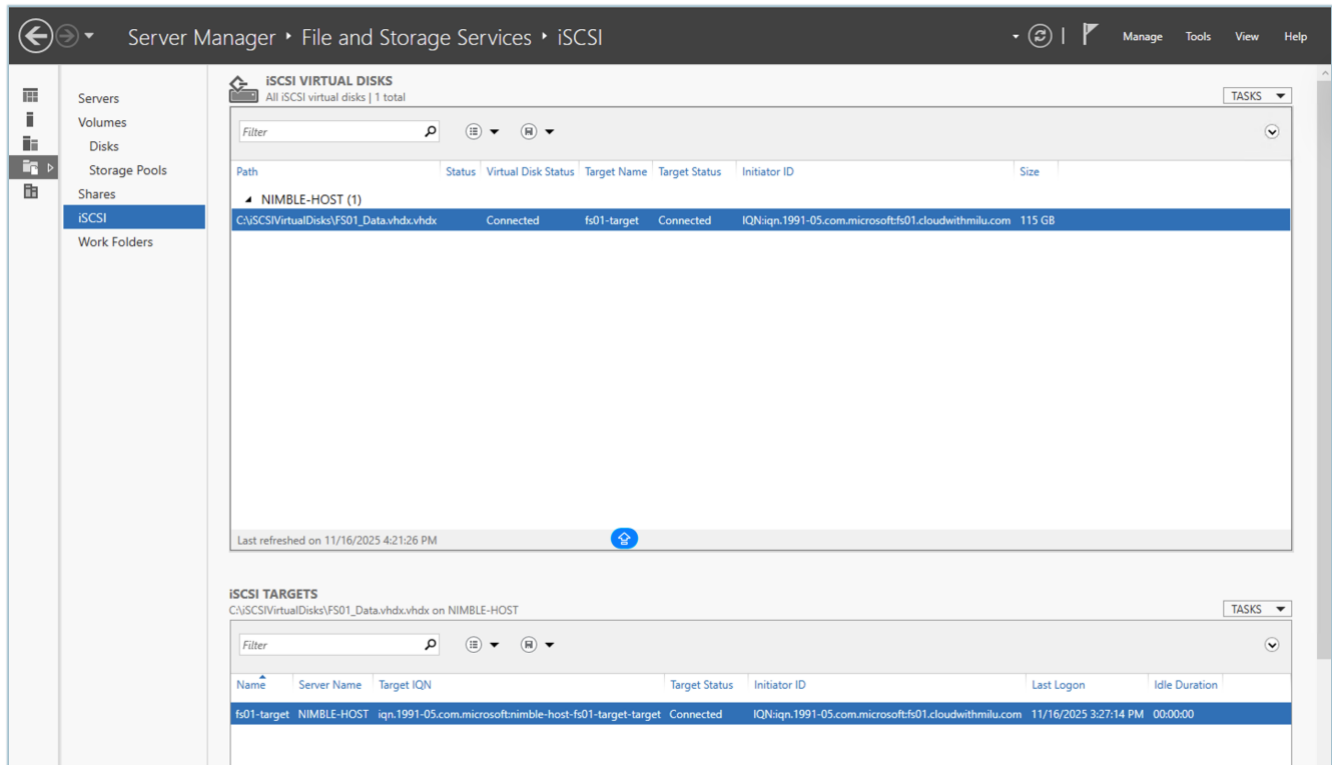 Server Manager ‣ File and Storage Services ‣ iSCSI
Manage Tools View Help
Servers
Volumes
Disks
Storage Pools
Shares
iSCSI
Work Folders
iSCSI VIRTUAL DISKS
All iSCSI virtual disks | 1 total
TASKS
Filter
Path Status Virtual Disk Status Target Name Target Status Initiator ID Size
NIMBLE-HOST (1)
C:\iSCSIVirtualDisks\FS01_Data.vhdx.vhdx Connected fs01-target Connected IQN:iqn.1991-05.com.microsoft:fs01.cloudwithmilu.com 115 GB
Last refreshed on 11/16/2025 4:21:26 PM
iSCSI TARGETS
C:\iSCSIVirtualDisks\FS01_Data.vhdx.vhdx on NIMBLE-HOST
TASKS
Filter
Name Server Name Target IQN Target Status Initiator ID Last Logon Idle Duration
fs01-target NIMBLE-HOST iqn.1991-05.com.microsoft:nimble-host-fs01-target-target Connected IQN:iqn.1991-05.com.microsoft:fs01.cloudwithmilu.com 11/16/2025 3:27:14 PM 00:00:00